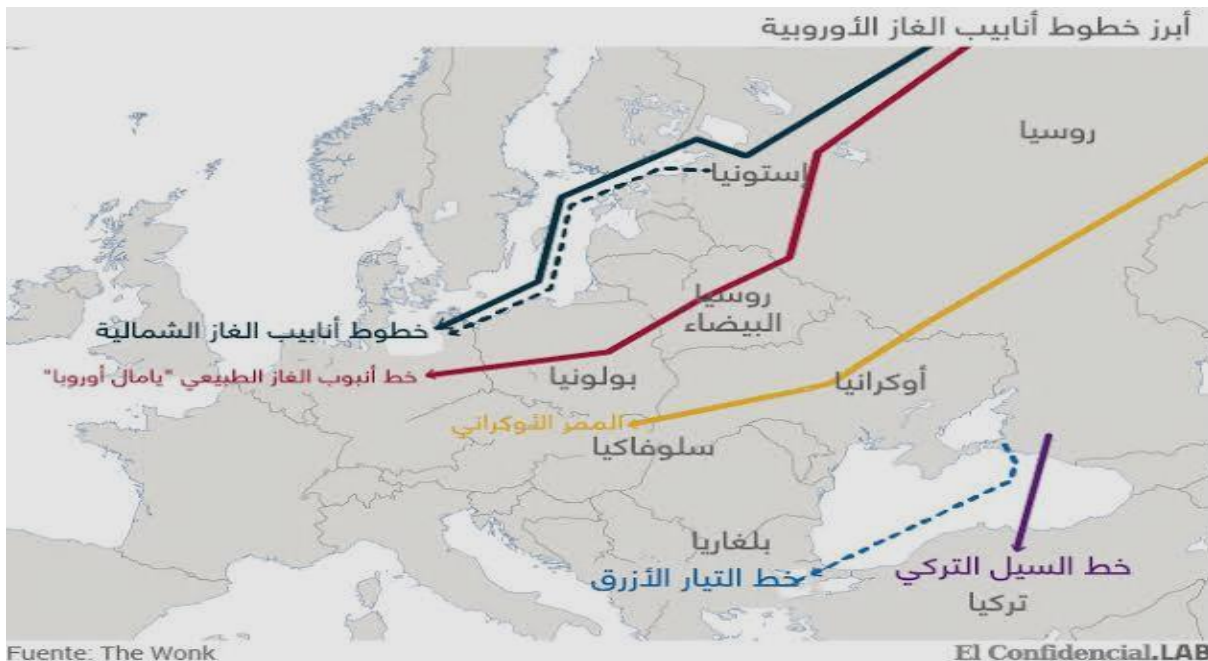 أبرز خطوط أنابيب الغاز الأوروبية
روسيا
إستونيا
روسيا
البيضاء
خطوط أنابيب الغاز الشمالية
خط أنبوب الغاز الطبيعي "يامال أوروبا"
بولونيا
أوكرانيا
الممر الأوكراني
سلوفاكيا
بلغاريا
خط التيار الأزرق
خط السيل التركي
تركيا
Fuente: The Wonk
El Confidencial.LAB